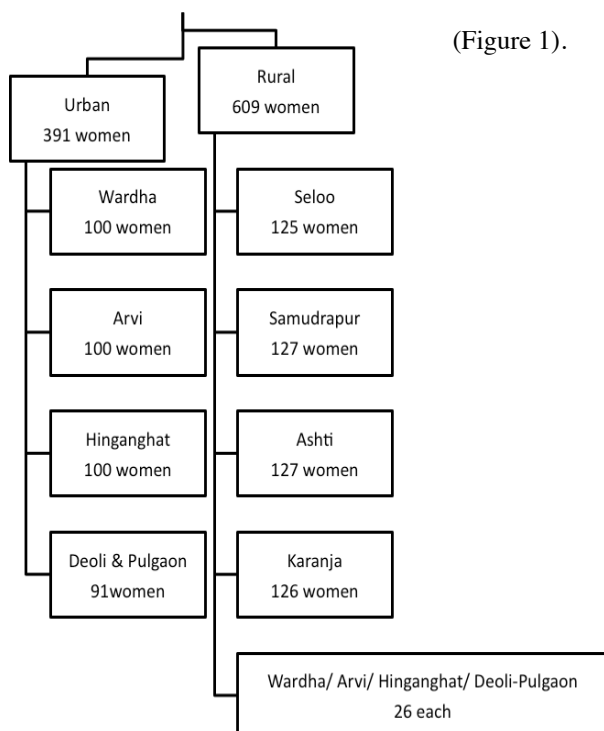 (Figure 1).
Urban
391 women
Rural
609 women
Wardha
100 women
Arvi
100 women
Hinganghat
100 women
Deoli & Pulgaon
91women
Seloo
125 women
Samudrapur
127 women
Ashti
127 women
Karanja
126 women
Wardha/ Arvi/ Hinganghat/ Deoli-Pulgaon
26 each